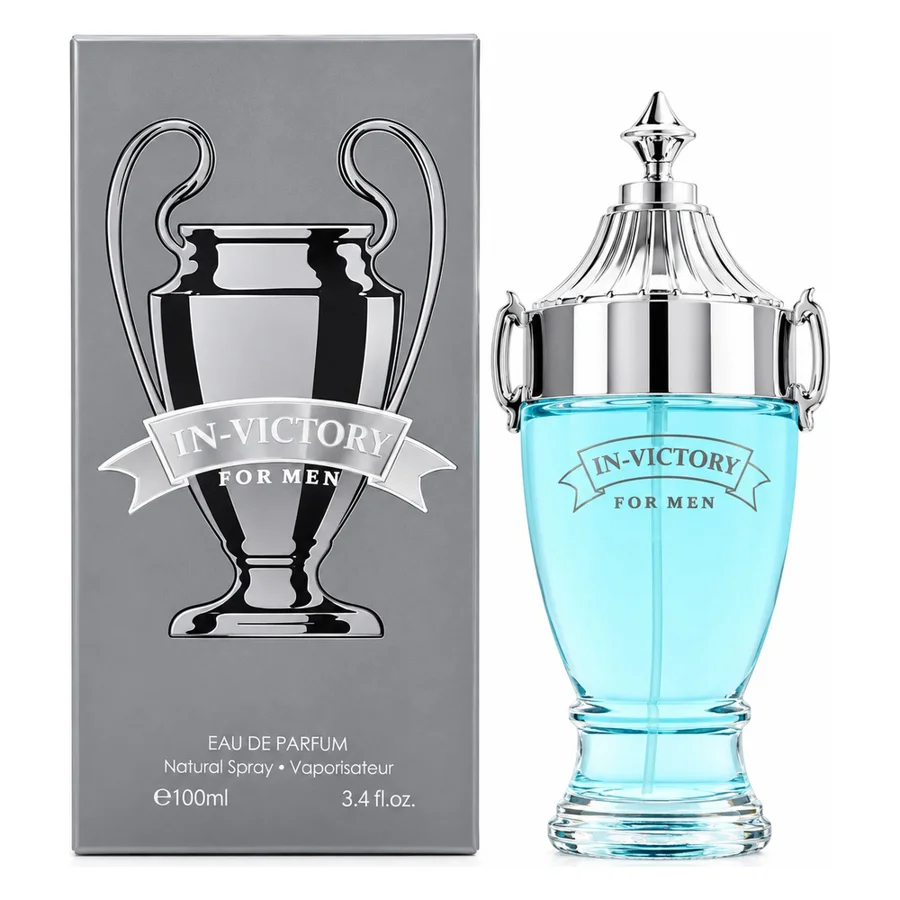 IN-VICTORY
FOR MEN
EAU DE PARFUM
Natural Spray • Vaporisateur
℮100ml 3.4 fl.oz.
IN-VICTORY
FOR MEN